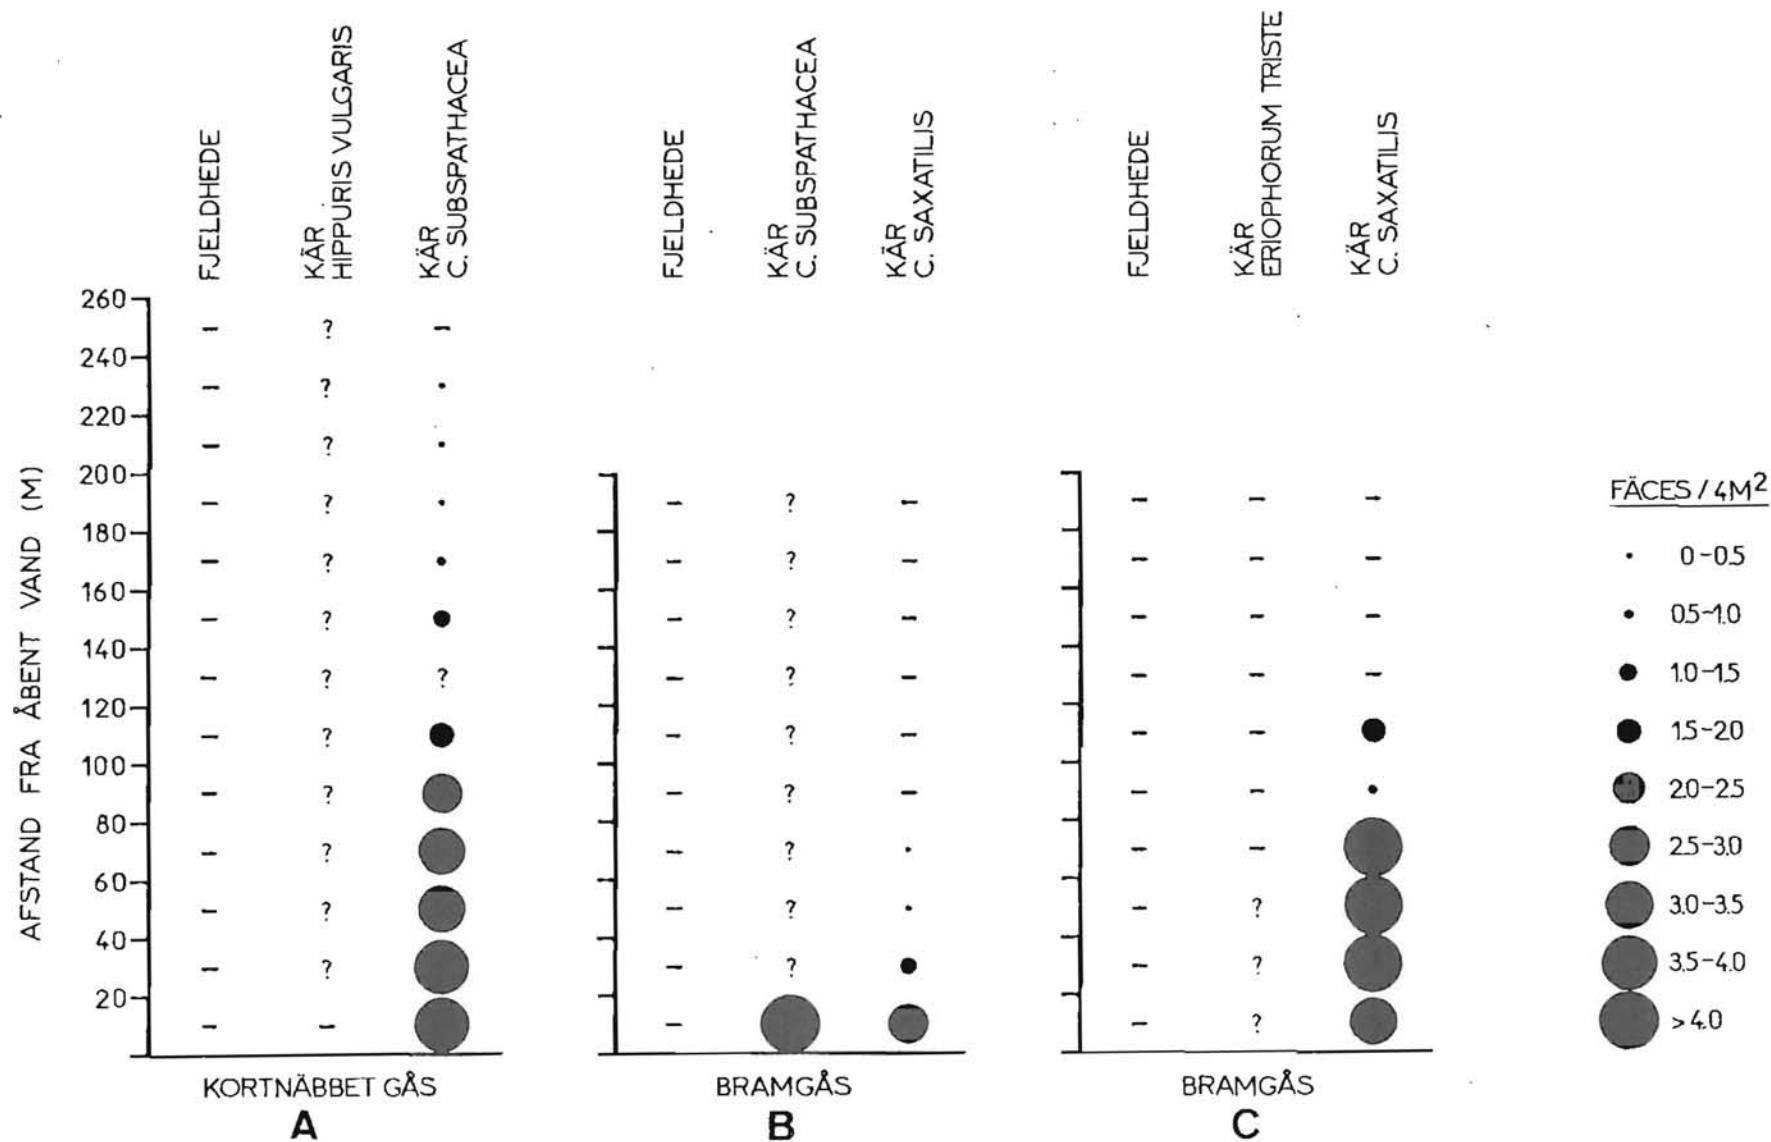 FJELDHEDE
KÄR
HIPPURIS VULGARIS
KÄR
C. SUBSPATHACEA
FJELDHEDE
KÄR
C. SUBSPATHACEA
KÄR
C. SAXATILIS
FJELDHEDE
KÄR
ERIOPHORUM TRISTE
KÄR
C. SAXATILIS
AFSTAND FRA ÅBENT VAND (M)
260
? 
240
?
220
?
200
? ?
180
? ?
160
? ?
140
? ? ?
120
? ?
100
? ?
80
? ?
60
? ? ?
40
? ? ?
20
?
FÄCES / 4M²
0-0.5
0.5-1.0
1.0-1.5
1.5-2.0
2.0-2.5
2.5-3.0
3.0-3.5
3.5-4.0
>4.0
KORTNÄBBET GÅS
A
BRAMGÅS
B
BRAMGÅS
C